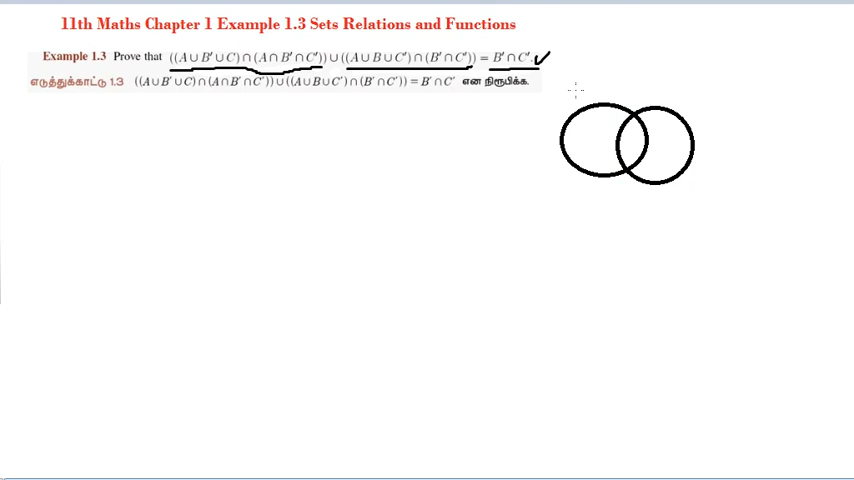 11th Maths Chapter 1 Example 1.3 Sets Relations and Functions
Example 1.3 Prove that ((A ∪ B′ ∪ C) ∩ (A ∩ B′ ∩ C′)) ∪ ((A ∪ B ∪ C′) ∩ (B′ ∩ C′)) = B′ ∩ C′.
எடுத்துக்காட்டு 1.3 ((A ∪ B′ ∪ C) ∩ (A ∩ B′ ∩ C′)) ∪ ((A ∪ B ∪ C′) ∩ (B′ ∩ C′)) = B′ ∩ C′ என நிரூபிக்க.